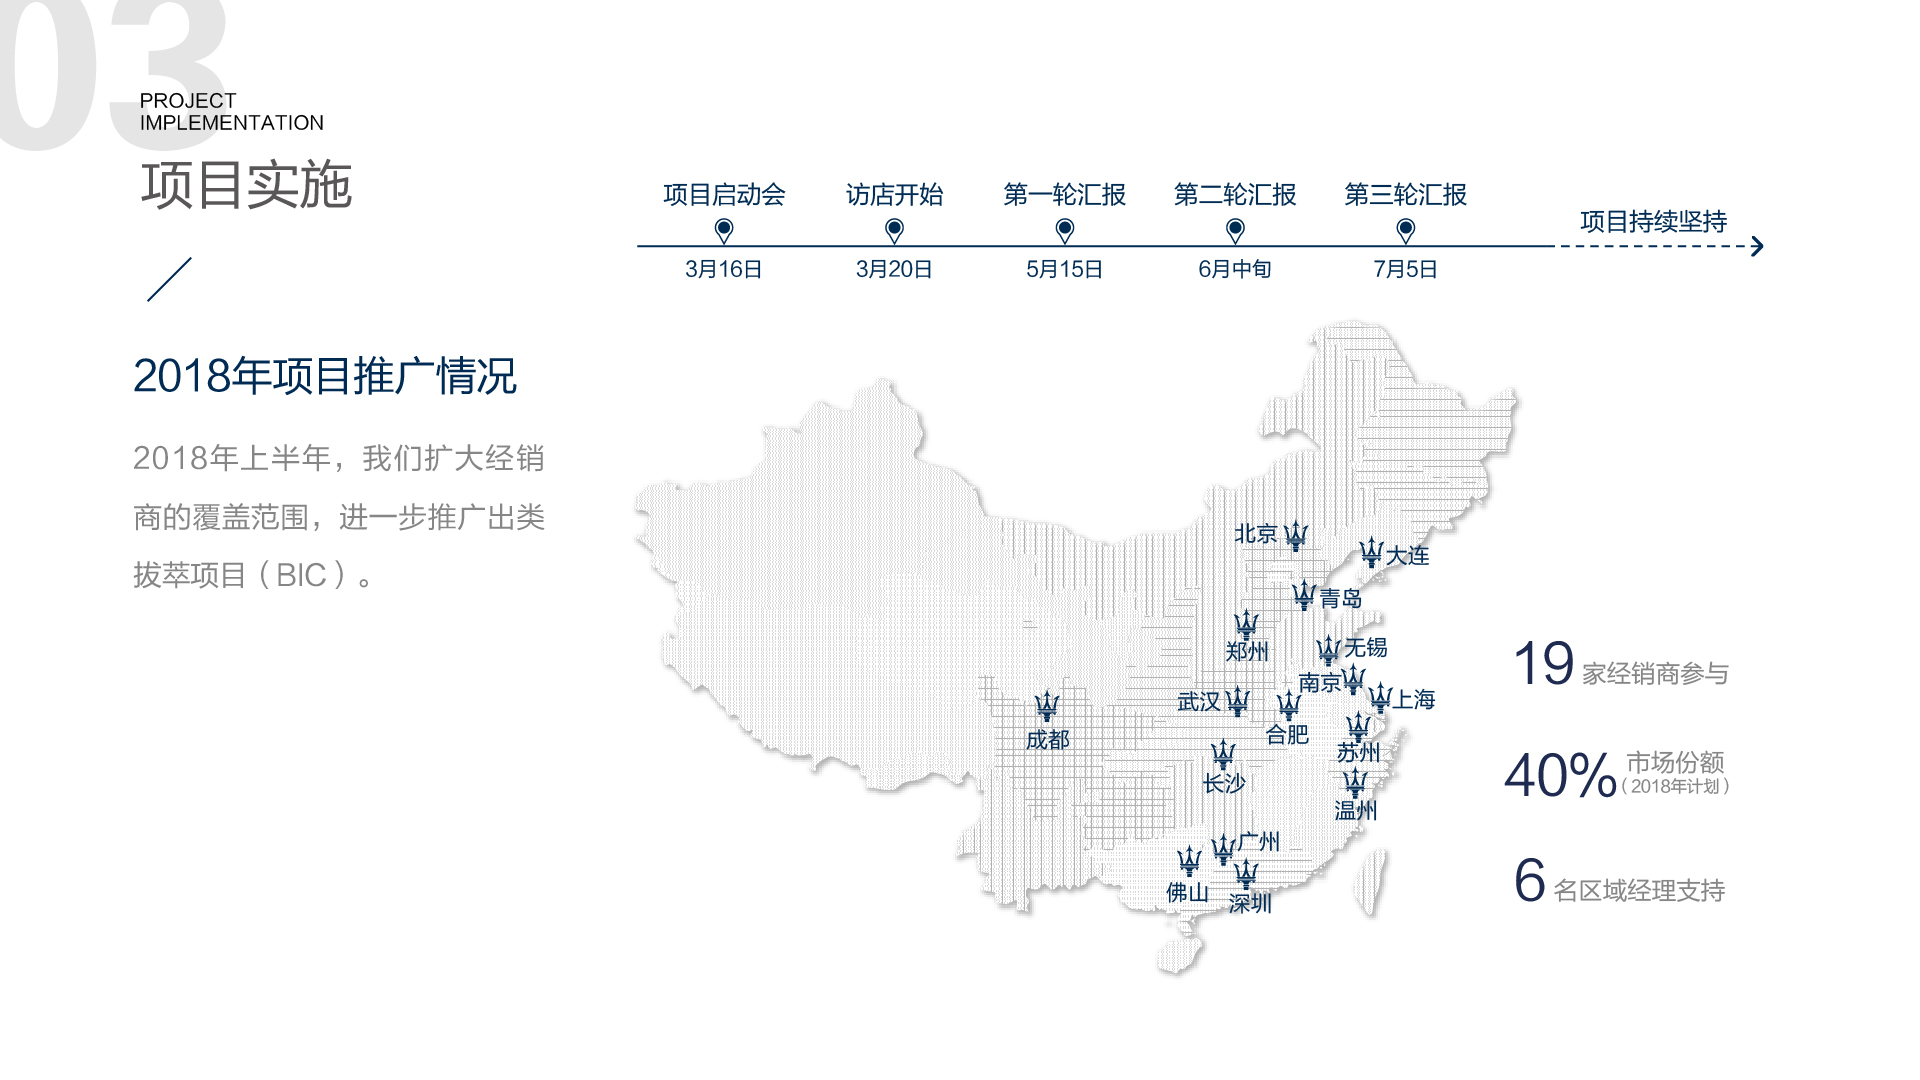 03
PROJECT
IMPLEMENTATION
项目实施
2018年项目推广情况
2018年上半年，我们扩大经销
商的覆盖范围，进一步推广出类
拔萃项目（BIC）。
项目启动会 访店开始 第一轮汇报 第二轮汇报 第三轮汇报 项目持续坚持
3月16日 3月20日 5月15日 6月中旬 7月5日
北京
大连
青岛
郑州
无锡
南京
武汉
上海
合肥
成都
苏州
长沙
温州
广州
佛山
深圳
19 家经销商参与
40% 市场份额
（2018年计划）
6 名区域经理支持